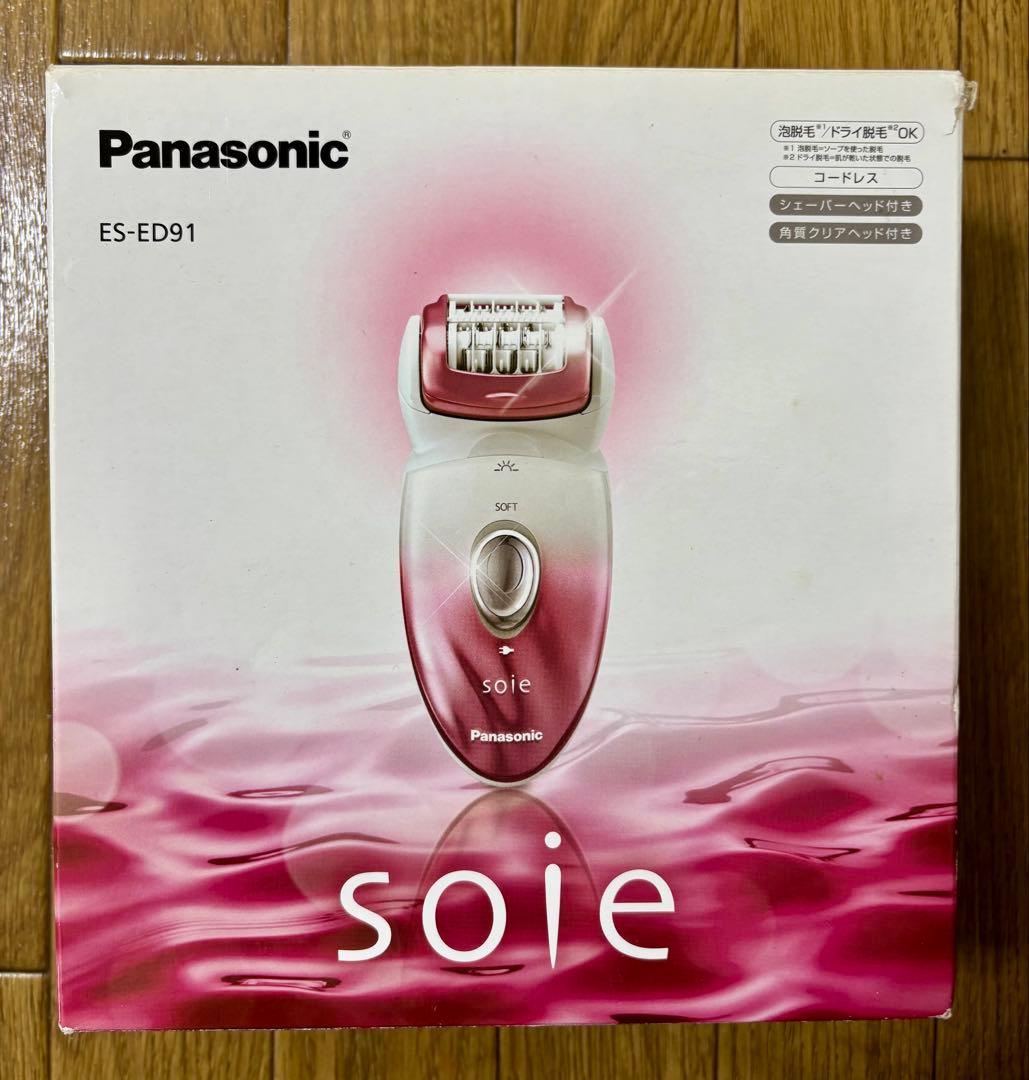 Panasonic®
ES-ED91
泡脱毛※1/ドライ脱毛※2OK
※1 泡脱毛=ソープを使った脱毛
※2 ドライ脱毛=肌が乾いた状態での脱毛
コードレス
シェーバーヘッド付き
角質クリアヘッド付き
SOFT
soie
Panasonic
soie